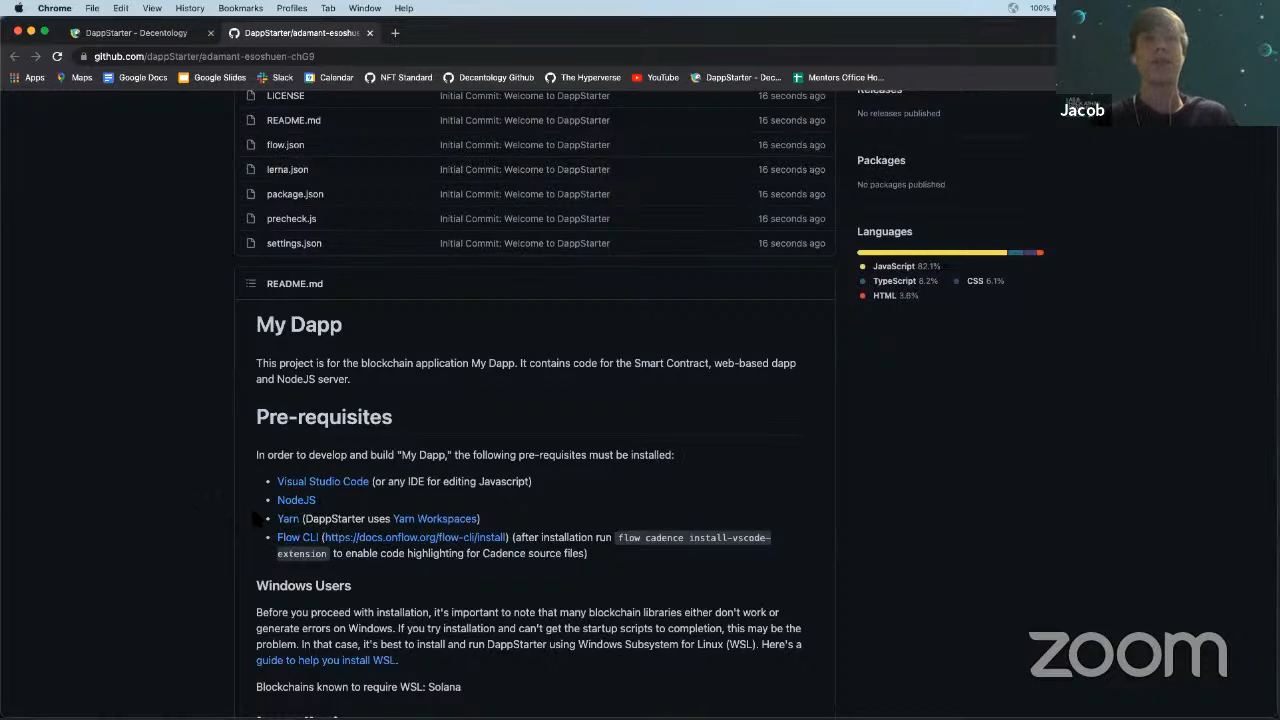 Chrome File Edit View History Bookmarks Profiles Tab Window Help 100%
DappStarter - Decentology
DappStarter/adamant-esoshue
github.com/dappStarter/adamant-esoshuen-chG9
Apps Maps Google Docs Google Slides Slack Calendar NFT Standard Decentology Github The Hyperverse YouTube DappStarter - Dec... Mentors Office Ho...
Jacob
LICENSE Initial Commit: Welcome to DappStarter 16 seconds ago
README.md Initial Commit: Welcome to DappStarter 16 seconds ago
flow.json Initial Commit: Welcome to DappStarter 16 seconds ago
lerna.json Initial Commit: Welcome to DappStarter 16 seconds ago
package.json Initial Commit: Welcome to DappStarter 16 seconds ago
precheck.js Initial Commit: Welcome to DappStarter 16 seconds ago
settings.json Initial Commit: Welcome to DappStarter 16 seconds ago
Releases
No releases published
Packages
No packages published
Languages
JavaScript 82.1%
TypeScript 8.2% CSS 6.1%
HTML 3.6%
README.md
My Dapp
This project is for the blockchain application My Dapp. It contains code for the Smart Contract, web-based dapp
and NodeJS server.
Pre-requisites
In order to develop and build "My Dapp," the following pre-requisites must be installed:
• Visual Studio Code (or any IDE for editing Javascript)
• NodeJS
• Yarn (DappStarter uses Yarn Workspaces)
• Flow CLI (https://docs.onflow.org/flow-cli/install) (after installation run flow cadence install-vscode-
extension to enable code highlighting for Cadence source files)
Windows Users
Before you proceed with installation, it's important to note that many blockchain libraries either don't work or
generate errors on Windows. If you try installation and can't get the startup scripts to completion, this may be the
problem. In that case, it's best to install and run DappStarter using Windows Subsystem for Linux (WSL). Here's a
guide to help you install WSL.
Blockchains known to require WSL: Solana
zoom